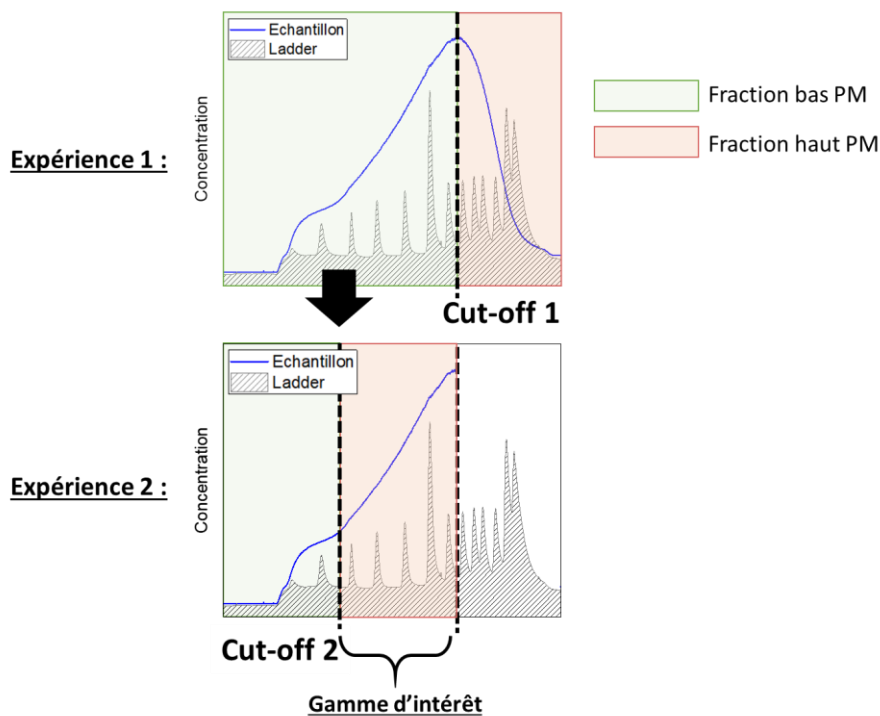 Echantillon
Ladder
Concentration
Expérience 1 :
Fraction bas PM
Fraction haut PM
Cut-off 1
Echantillon
Ladder
Concentration
Expérience 2 :
Cut-off 2
Gamme d'intérêt